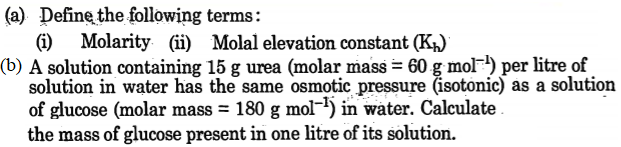 (a) Define the following terms:
(i) Molarity (ii) Molal elevation constant (K_b)
(b) A solution containing 15 g urea (molar mass = 60 g mol⁻¹) per litre of
solution in water has the same osmotic pressure (isotonic) as a solution
of glucose (molar mass = 180 g mol⁻¹) in water. Calculate
the mass of glucose present in one litre of its solution.